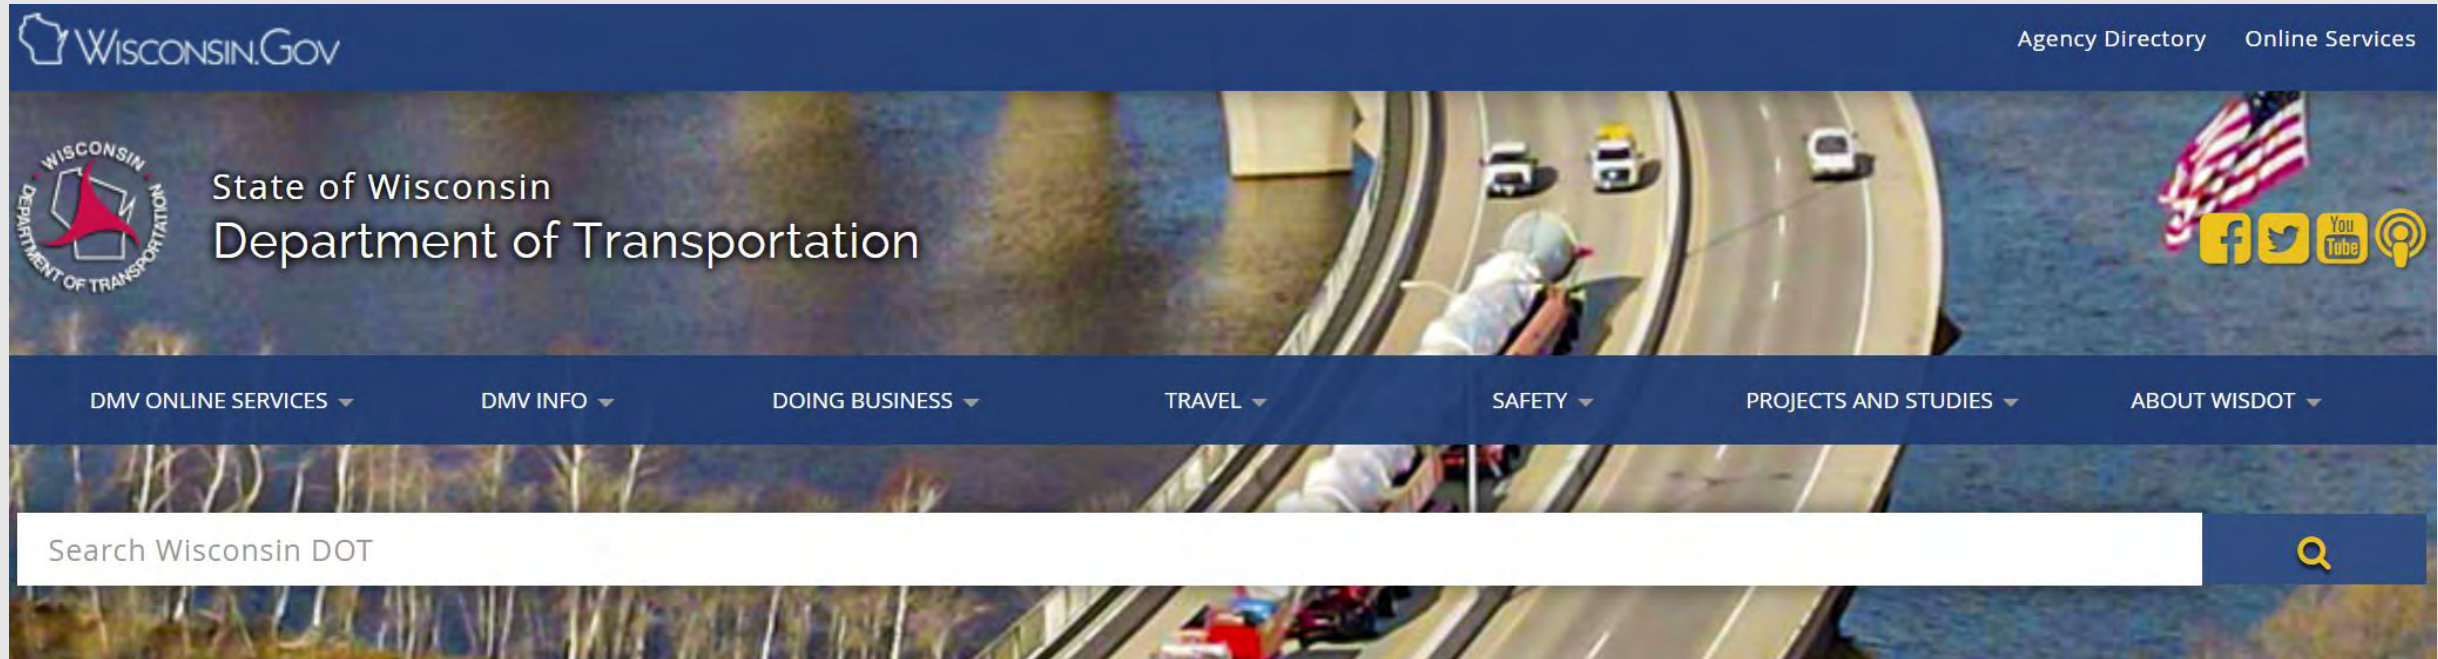 WISCONSIN.GOV
Agency Directory Online Services
WISCONSIN DEPARTMENT OF TRANSPORTATION
State of Wisconsin
Department of Transportation
You
Tube
DMV ONLINE SERVICES DMV INFO DOING BUSINESS TRAVEL SAFETY PROJECTS AND STUDIES ABOUT WISDOT
Search Wisconsin DOT